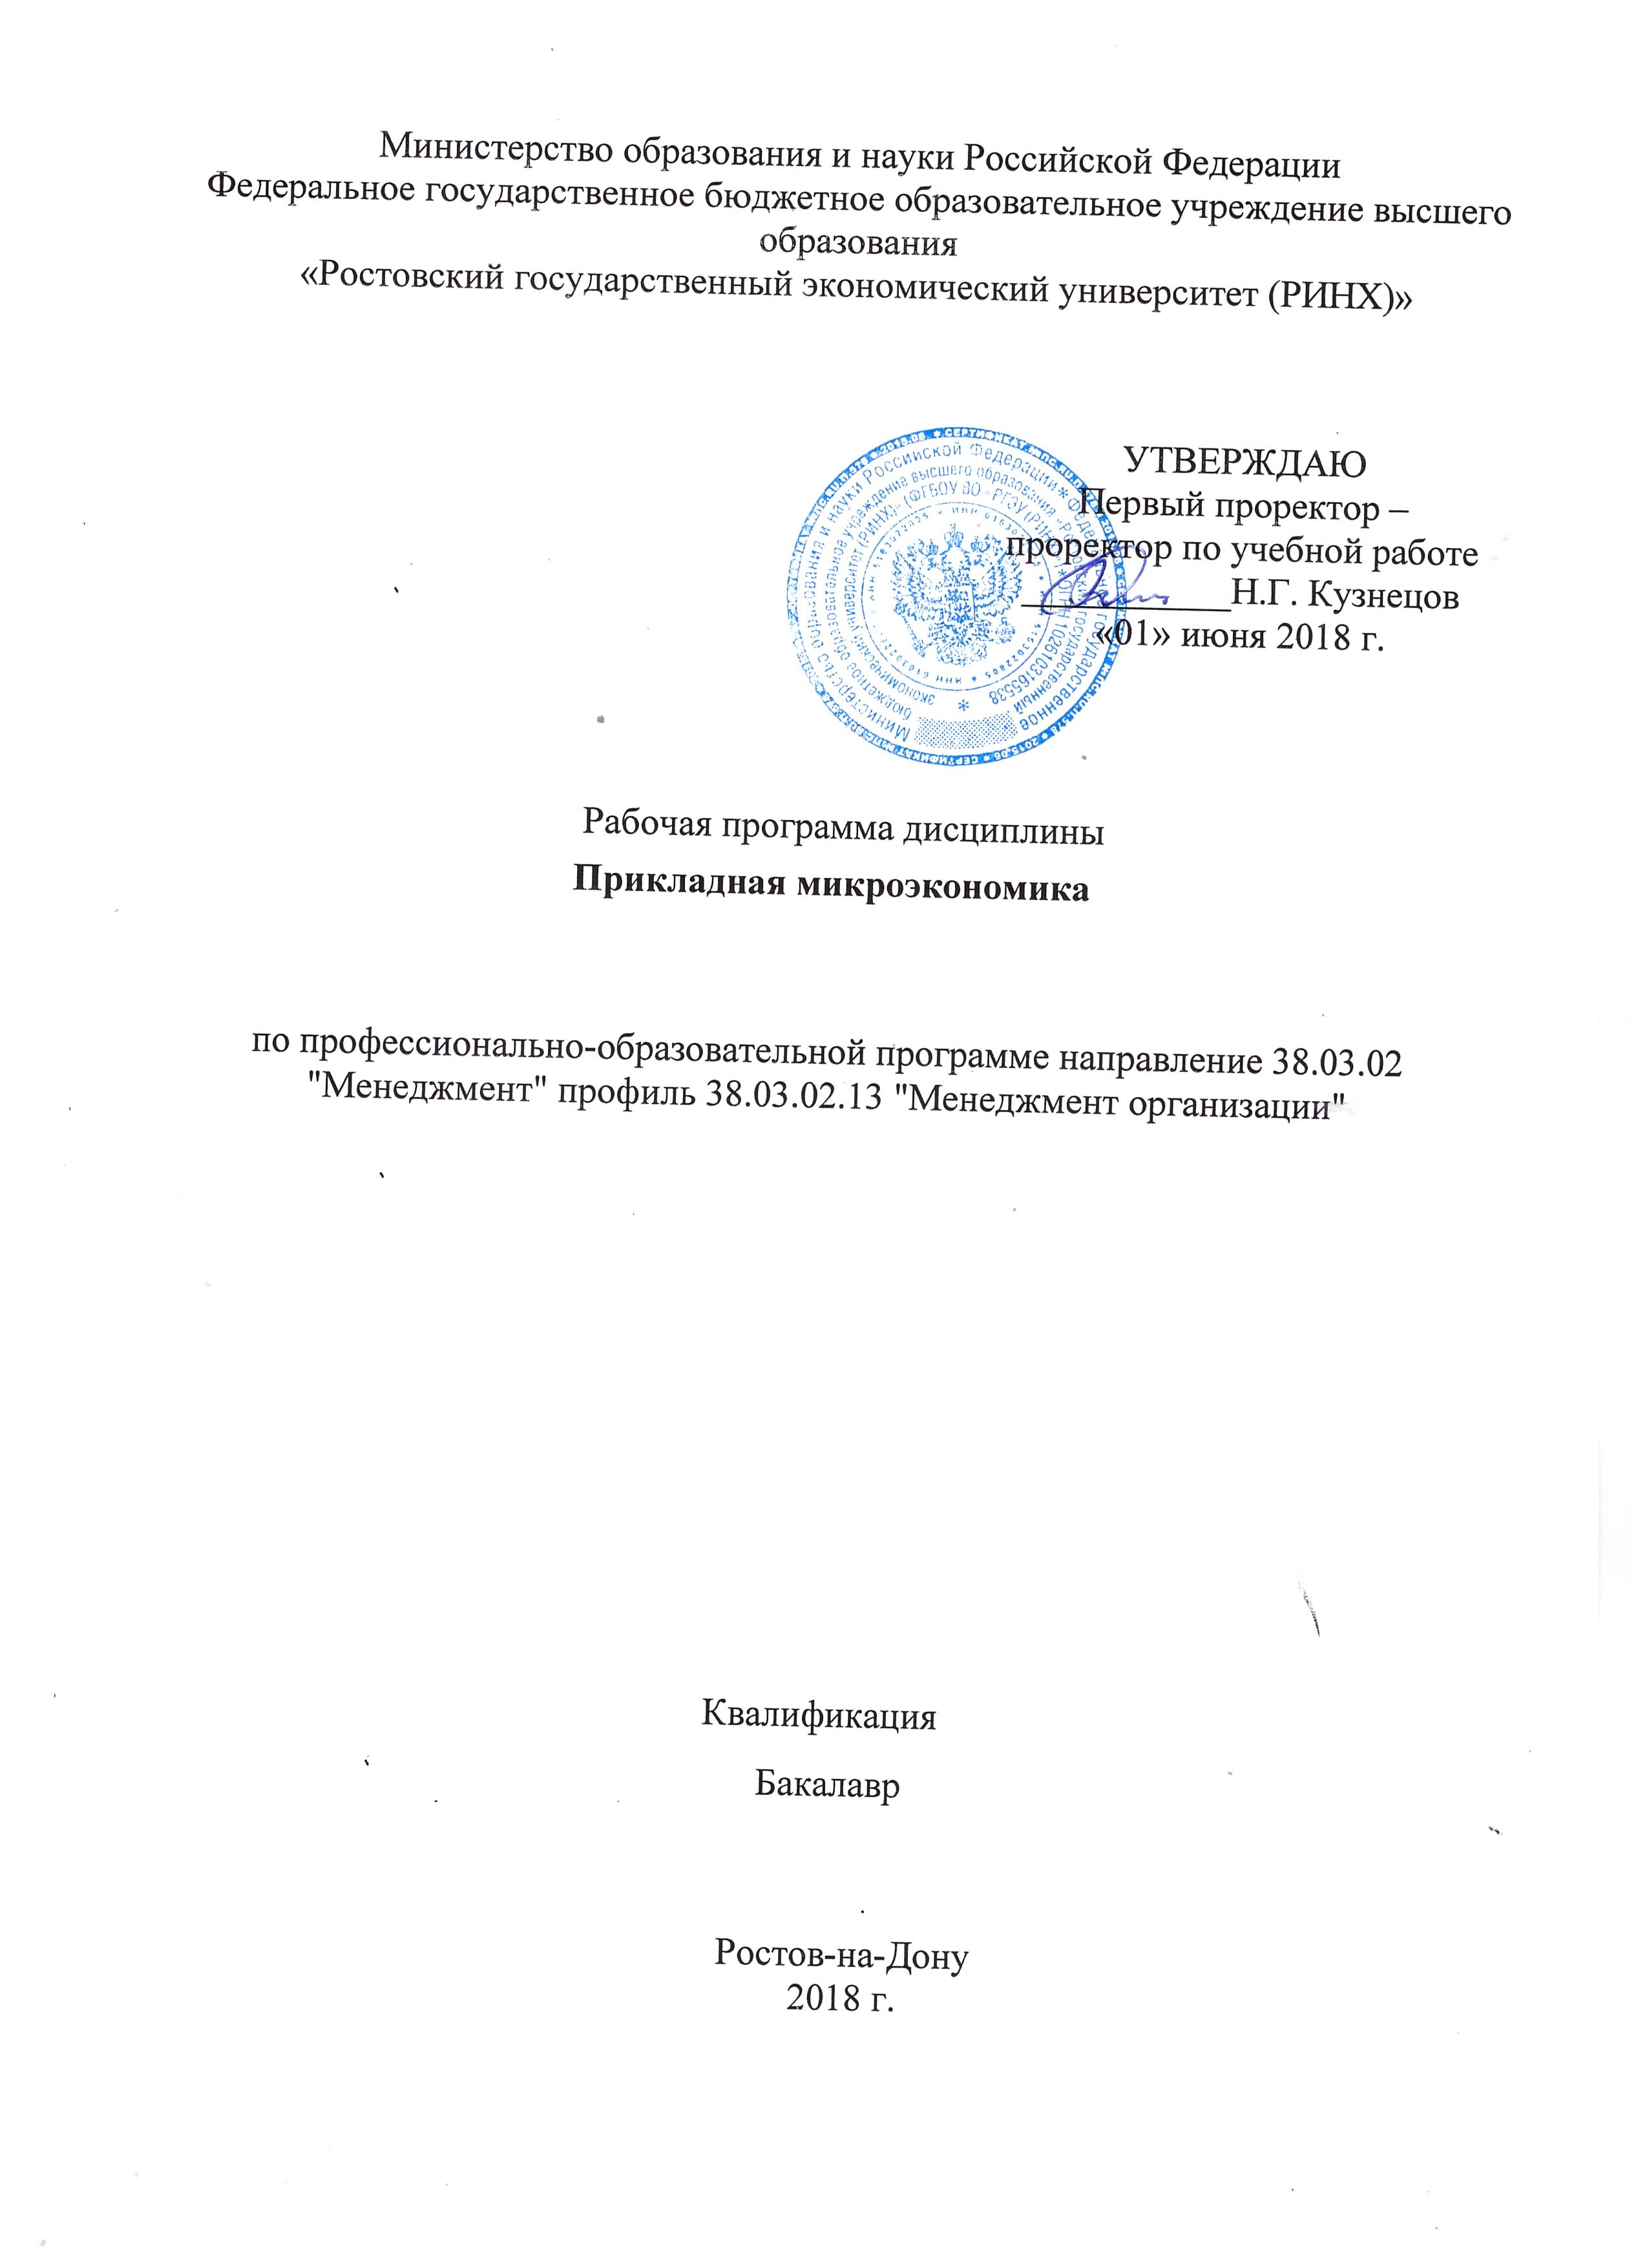 Министерство образования и науки Российской Федерации
Федеральное государственное бюджетное образовательное учреждение высшего
образования
«Ростовский государственный экономический университет (РИНХ)»
УТВЕРЖДАЮ
Первый проректор –
проректор по учебной работе
Н.Г. Кузнецов
«01» июня 2018 г.
Рабочая программа дисциплины
Прикладная микроэкономика
по профессионально-образовательной программе направление 38.03.02
"Менеджмент" профиль 38.03.02.13 "Менеджмент организации"
Квалификация
Бакалавр
Ростов-на-Дону
2018 г.